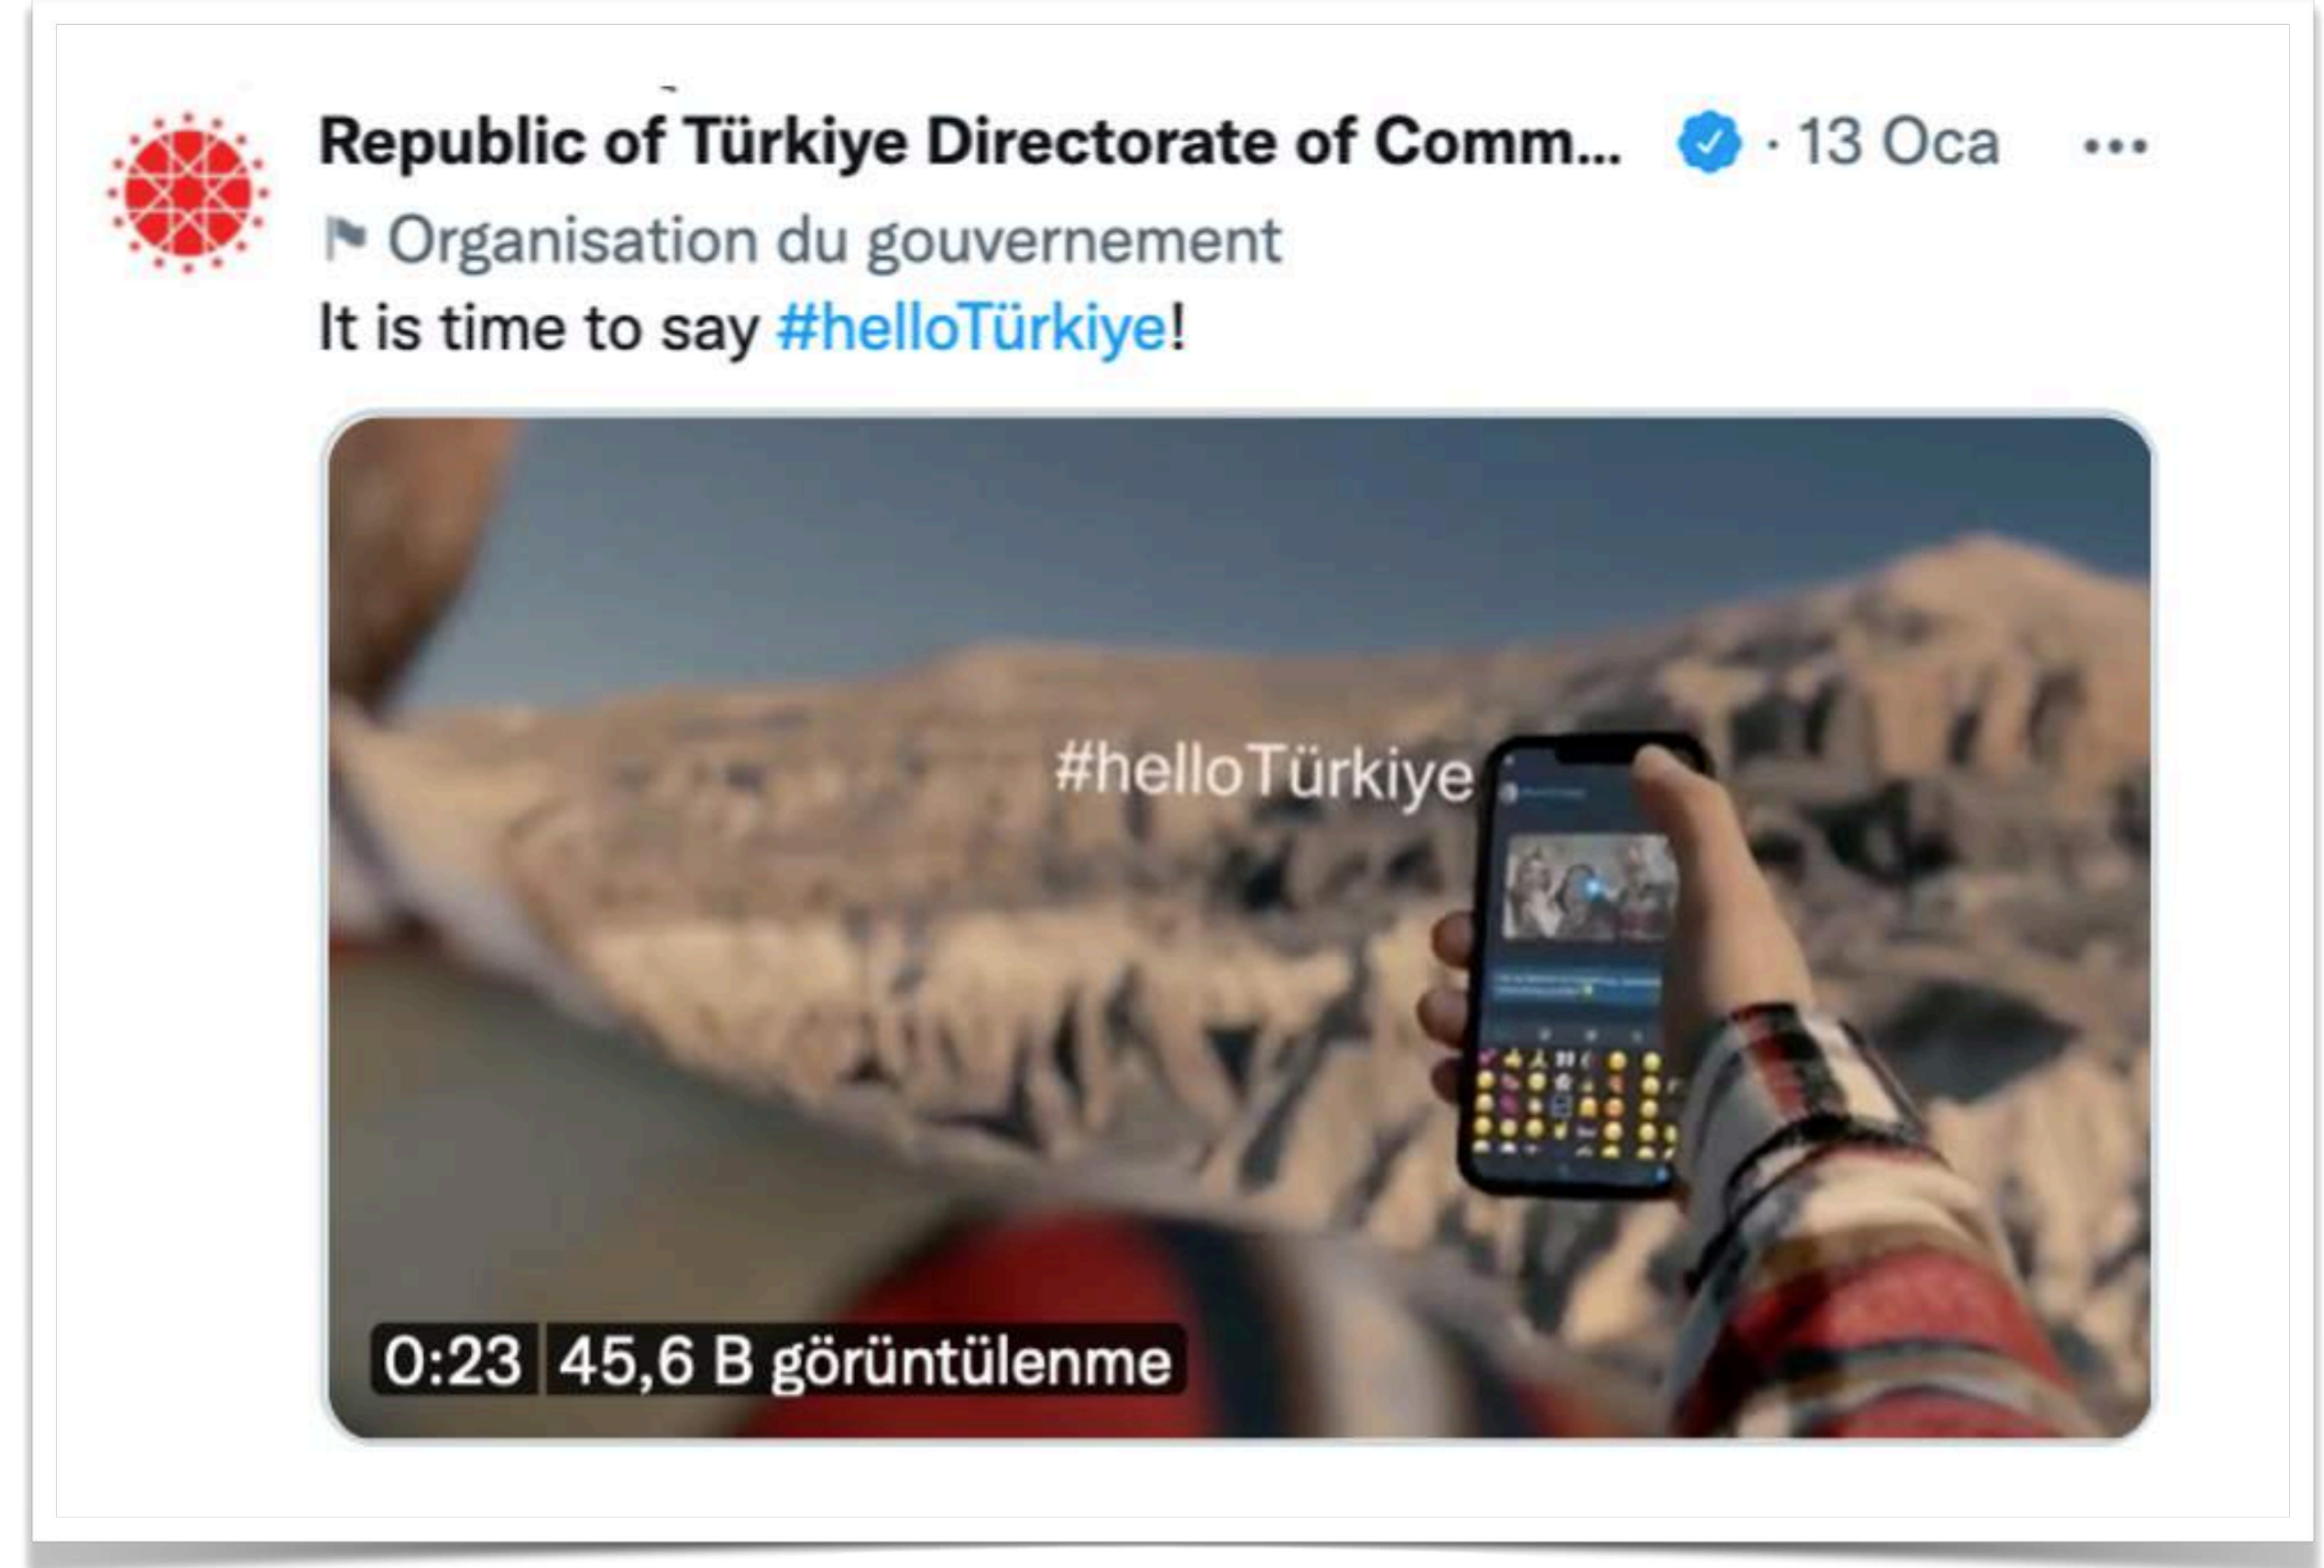 Republic of Türkiye Directorate of Comm... · 13 Oca ...
Organisation du gouvernement
It is time to say #helloTürkiye!
#helloTürkiye
0:23 45,6 B görüntülenme